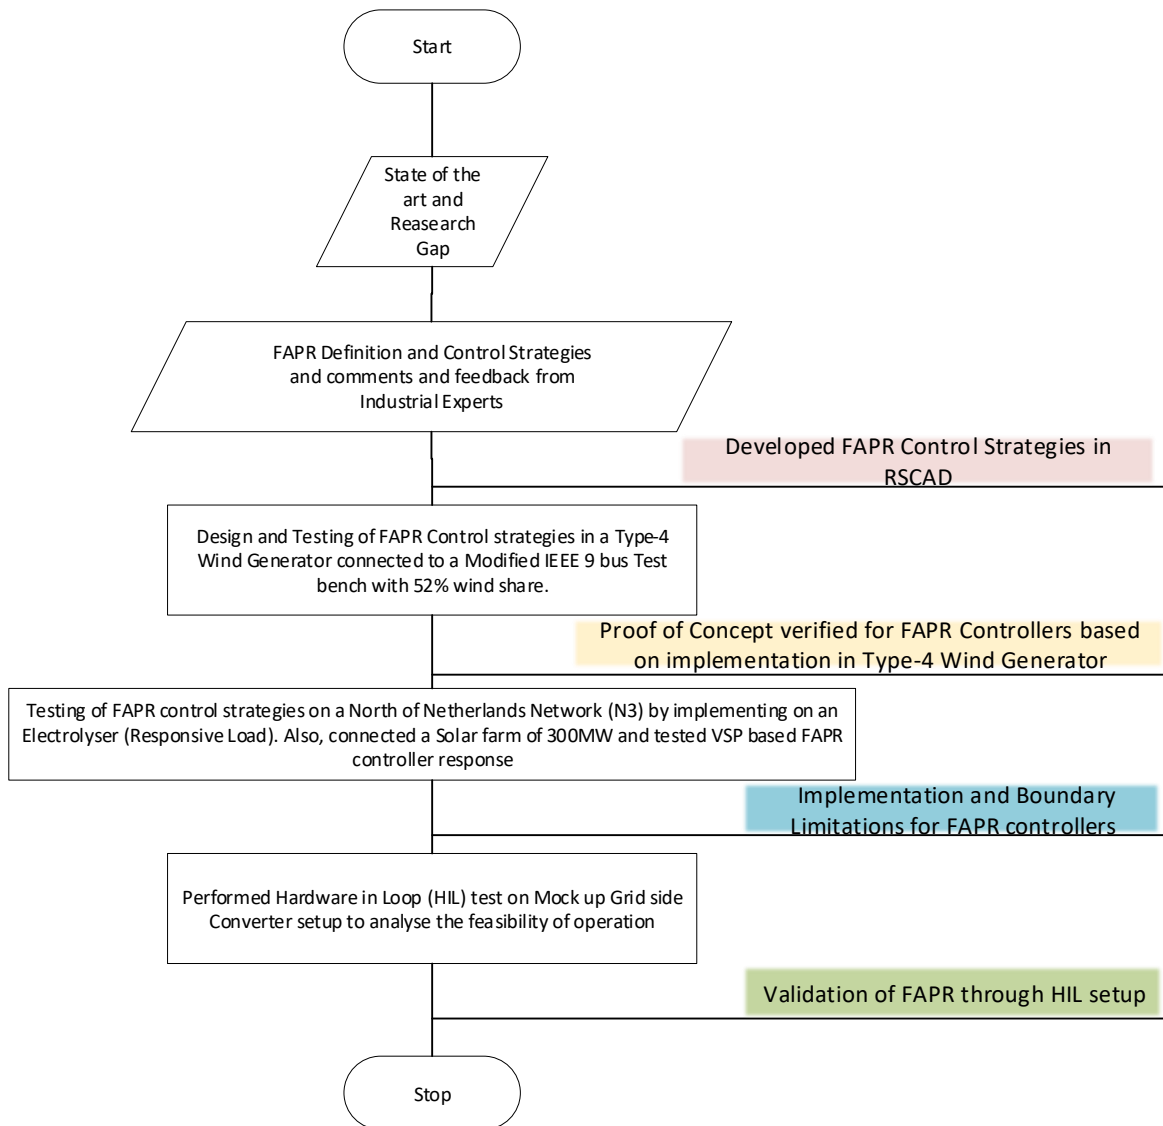 Start
State of the
art and
Reasearch
Gap
FAPR Definition and Control Strategies
and comments and feedback from
Industrial Experts
Developed FAPR Control Strategies in
RSCAD
Design and Testing of FAPR Control strategies in a Type-4
Wind Generator connected to a Modified IEEE 9 bus Test
bench with 52% wind share.
Proof of Concept verified for FAPR Controllers based
on implementation in Type-4 Wind Generator
Testing of FAPR control strategies on a North of Netherlands Network (N3) by implementing on an
Electrolyser (Responsive Load). Also, connected a Solar farm of 300MW and tested VSP based FAPR
controller response
Implementation and Boundary
Limitations for FAPR controllers
Performed Hardware in Loop (HIL) test on Mock up Grid side
Converter setup to analyse the feasibility of operation
Validation of FAPR through HIL setup
Stop